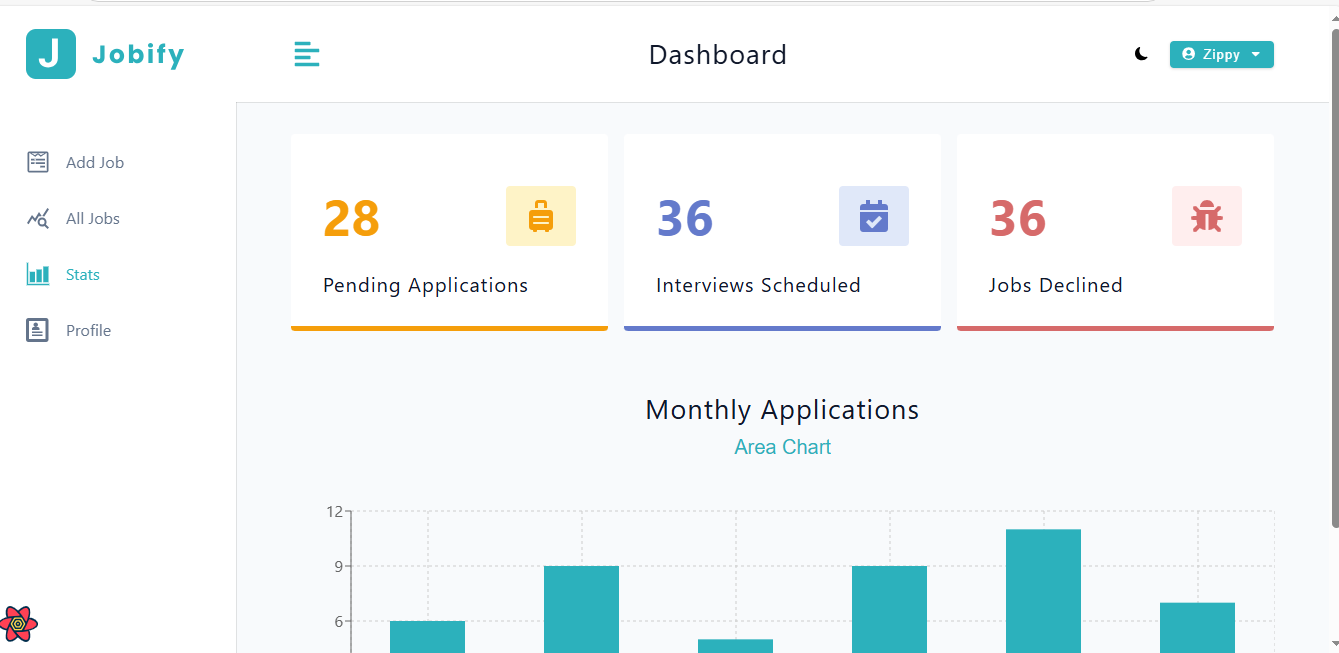 J Jobify
Dashboard
Zippy
Add Job
All Jobs
Stats
Profile
28
Pending Applications
36
Interviews Scheduled
36
Jobs Declined
Monthly Applications
Area Chart
12
9
6